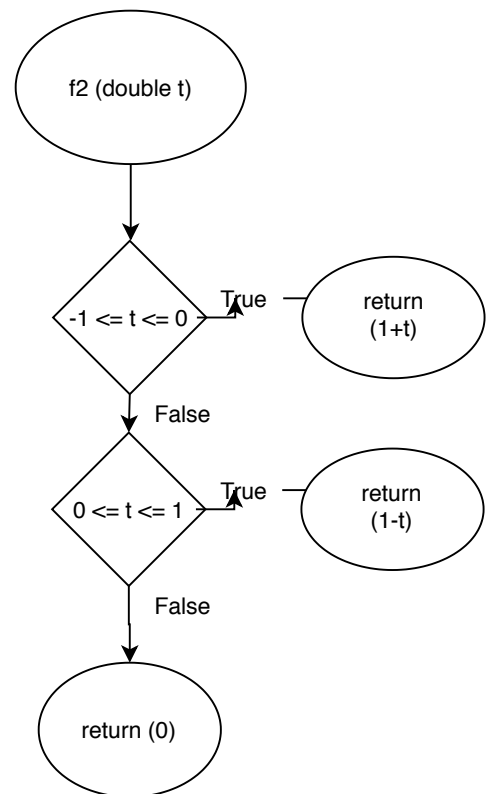 f2 (double t)
-1 <= t <= 0
True
return
(1+t)
False
0 <= t <= 1
True
return
(1-t)
False
return (0)